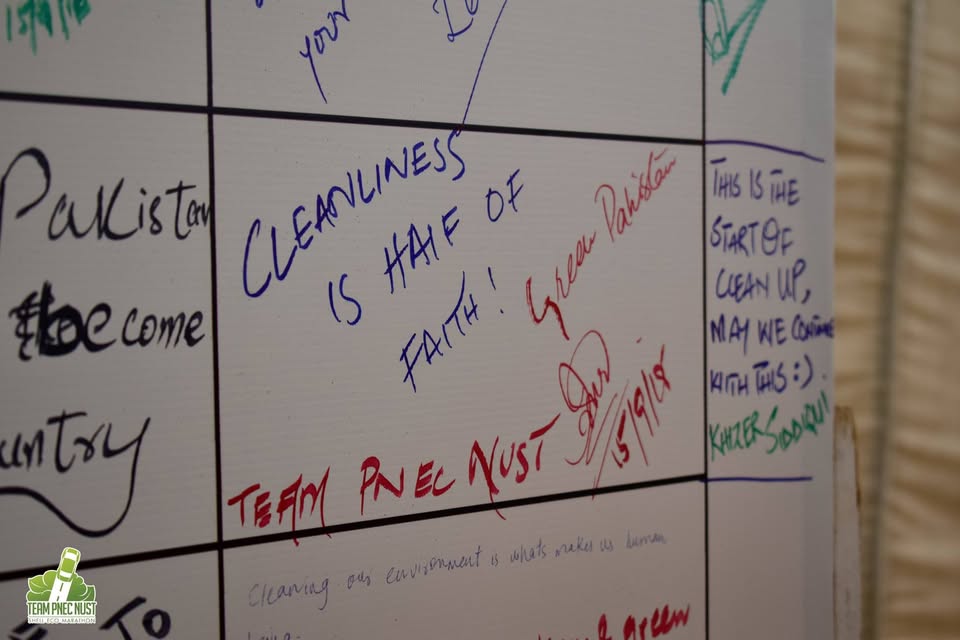 15/9/18
your
Pakistan
become
untry
CLEANLINESS
IS HALF OF
FAITH!
Green Pakistan
15/9/18
TEAM PNEC NUST
THIS IS THE
START OF
CLEAN UP,
MAY WE CONTINUE
WITH THIS :).
KHIZER SIDDIQUI
Cleaning our environment is whats makes us human
being.
& green
TO
TEAM PNEC NUST
SHELL ECO MARATHON